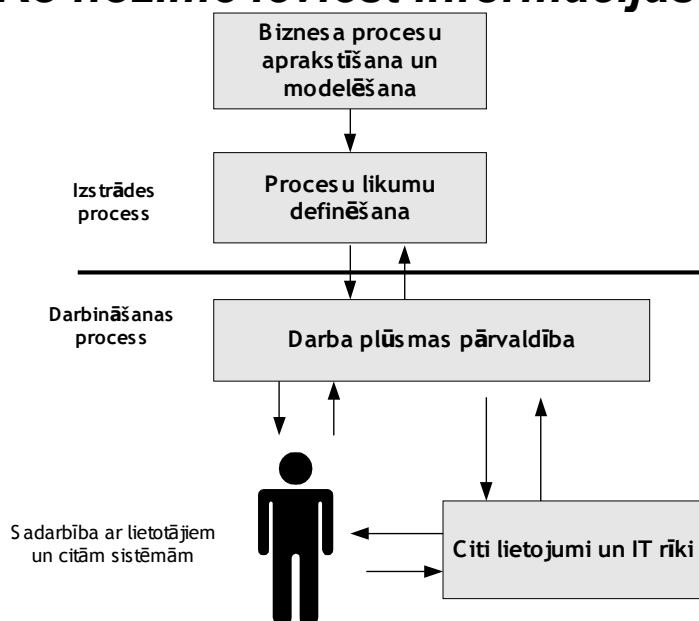 Biznesa procesu
aprakstīšana un
modelēšana
Izstrādes
process
Procesu likumu
definēšana
Darbināšanas
process
Darba plūsmas pārvaldība
Sadarbība ar lietotājiem
un citām sistēmām
Citi lietojumi un IT rīki